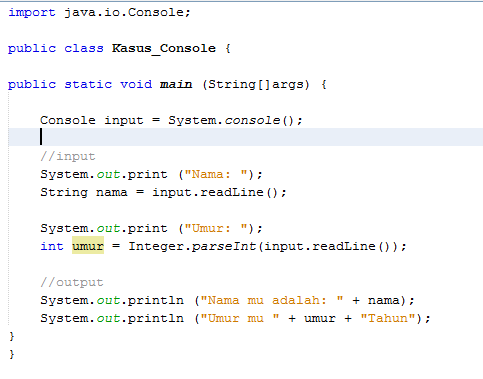 import java.io.Console;
public class Kasus_Console {
public static void main (String[]args) {
Console input = System.console();
//input
System.out.print ("Nama: ");
String nama = input.readLine();
System.out.print ("Umur: ");
int umur = Integer.parseInt(input.readLine());
//output
System.out.println ("Nama mu adalah: " + nama);
System.out.println ("Umur mu " + umur + "Tahun");
}
}